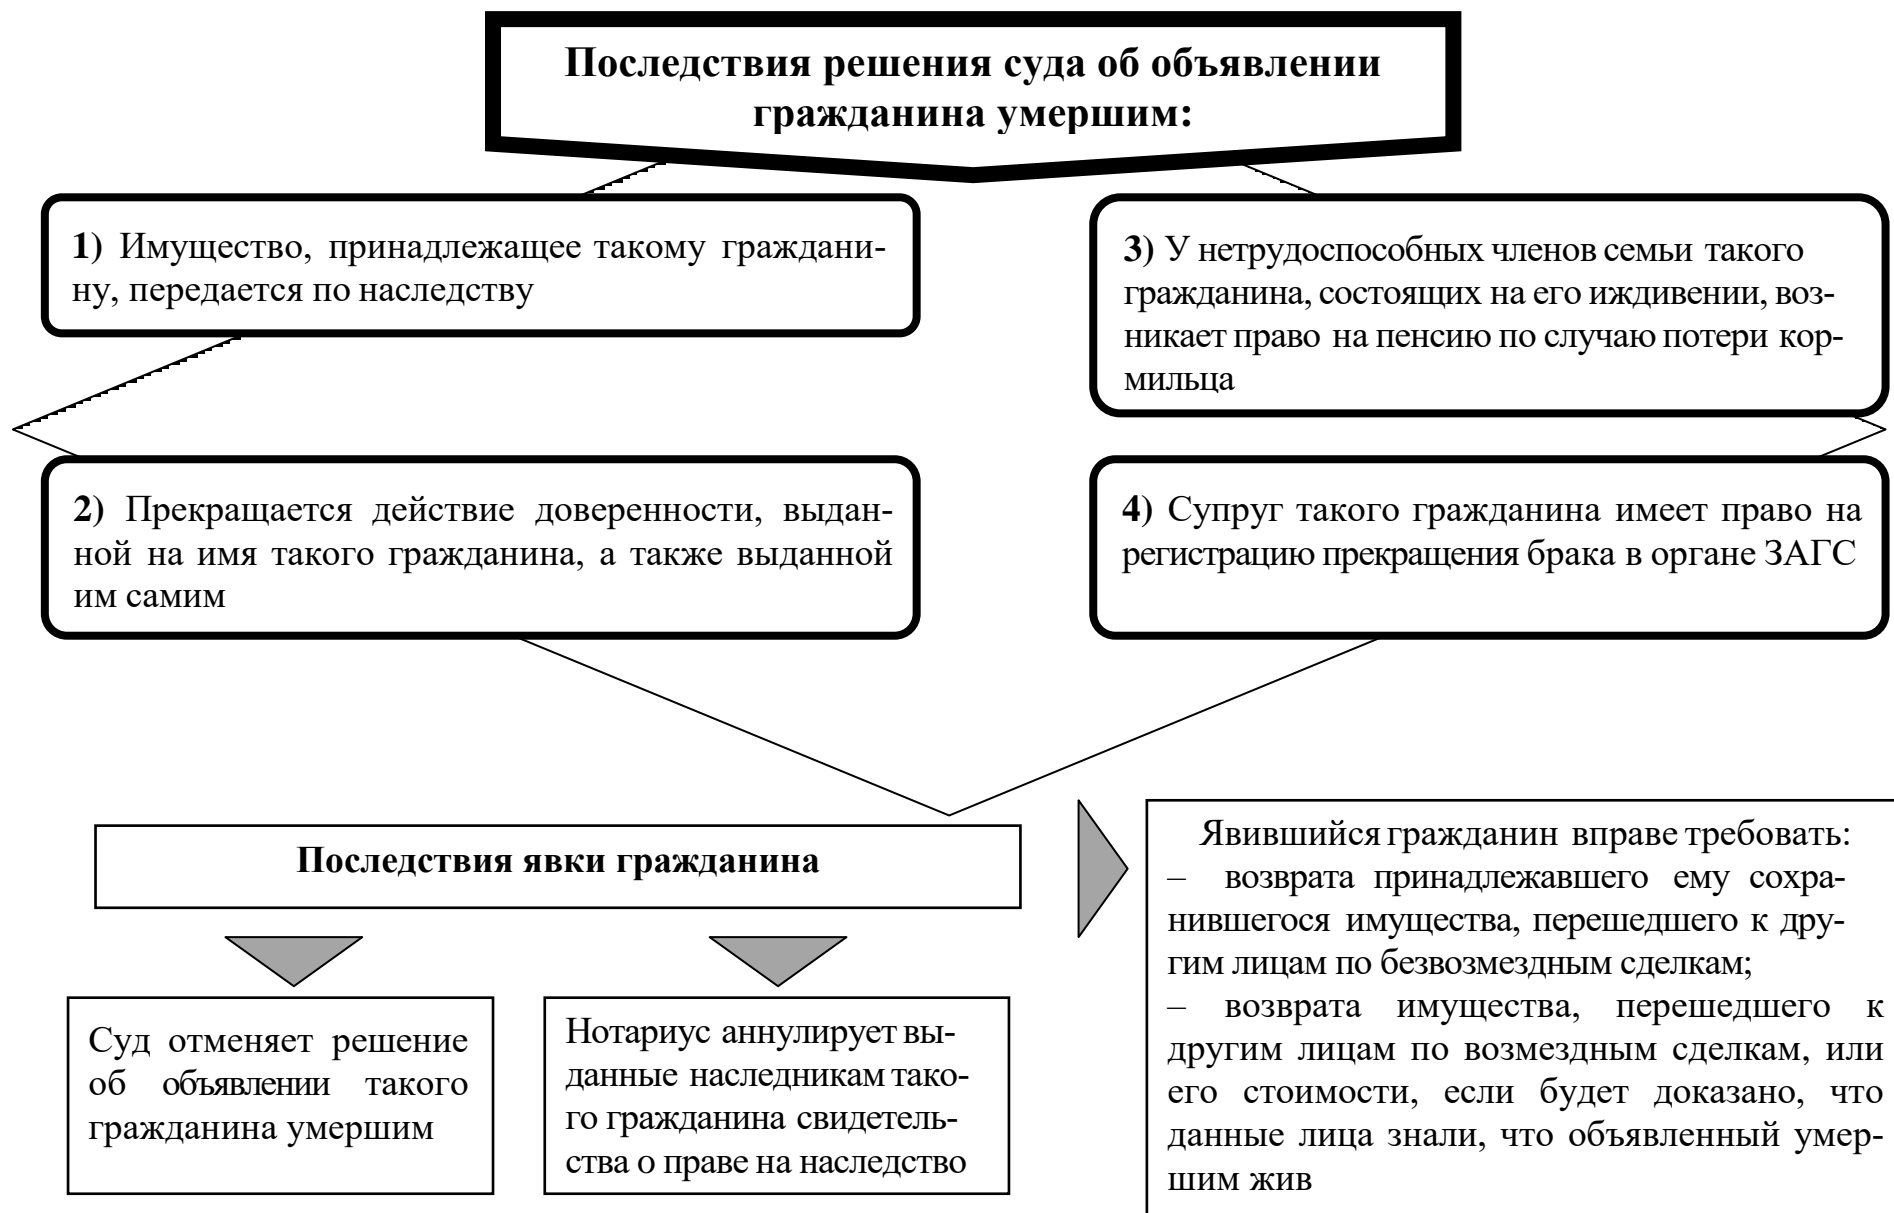 Последствия решения суда об объявлении
гражданина умершим:
1) Имущество, принадлежащее такому граждани-
ну, передается по наследству
2) Прекращается действие доверенности, выдан-
ной на имя такого гражданина, а также выданной
им самим
3) У нетрудоспособных членов семьи такого
гражданина, состоящих на его иждивении, воз-
никает право на пенсию по случаю потери кор-
мильца
4) Супруг такого гражданина имеет право на
регистрацию прекращения брака в органе ЗАГС
Последствия явки гражданина
Суд отменяет решение
об объявлении такого
гражданина умершим
Нотариус аннулирует вы-
данные наследникам тако-
го гражданина свидетель-
ства о праве на наследство
Явившийся гражданин вправе требовать:
– возврата принадлежавшего ему сохра-
нившегося имущества, перешедшего к дру-
гим лицам по безвозмездным сделкам;
– возврата имущества, перешедшего к
другим лицам по возмездным сделкам, или
его стоимости, если будет доказано, что
данные лица знали, что объявленный умер-
шим жив